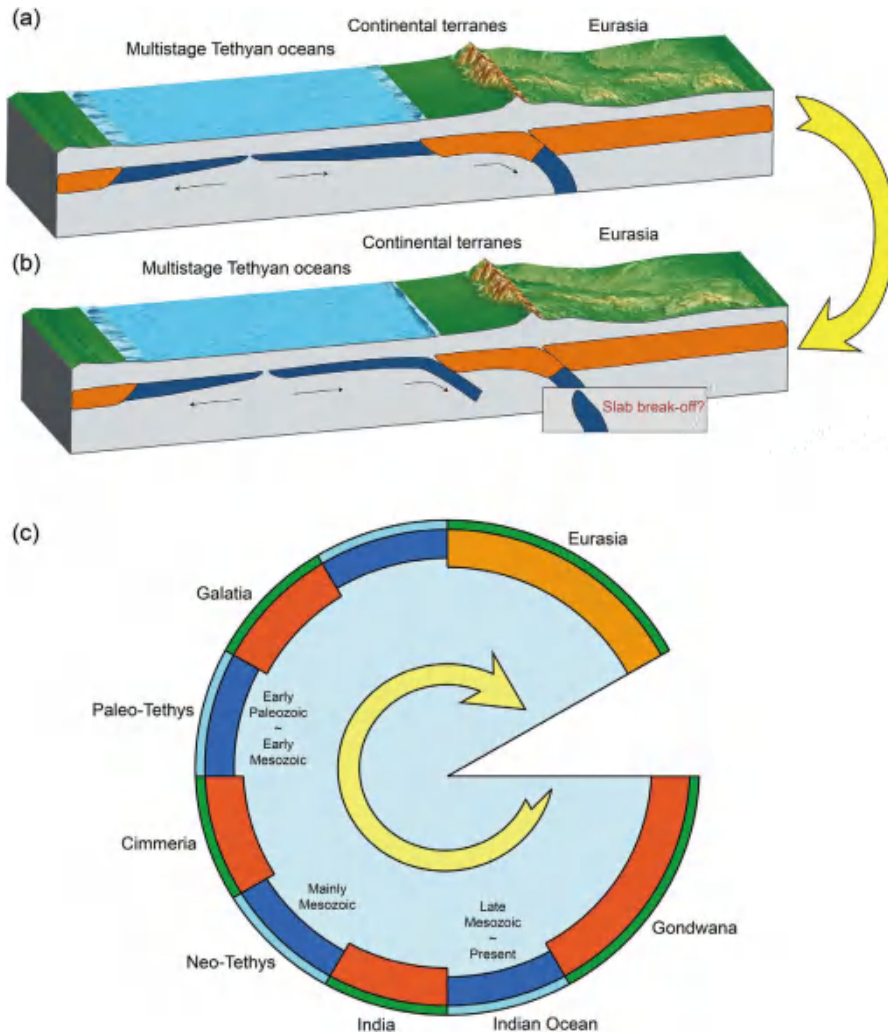 (a)
Continental terranes
Eurasia
Multistage Tethyan oceans
(b)
Continental terranes
Eurasia
Multistage Tethyan oceans
Slab break-off?
(c)
Eurasia
Galatia
Paleo-Tethys
Early
Paleozoic
~
Early
Mesozoic
Cimmeria
Mainly
Mesozoic
Late
Mesozoic
~
Present
Gondwana
Neo-Tethys
India
Indian Ocean